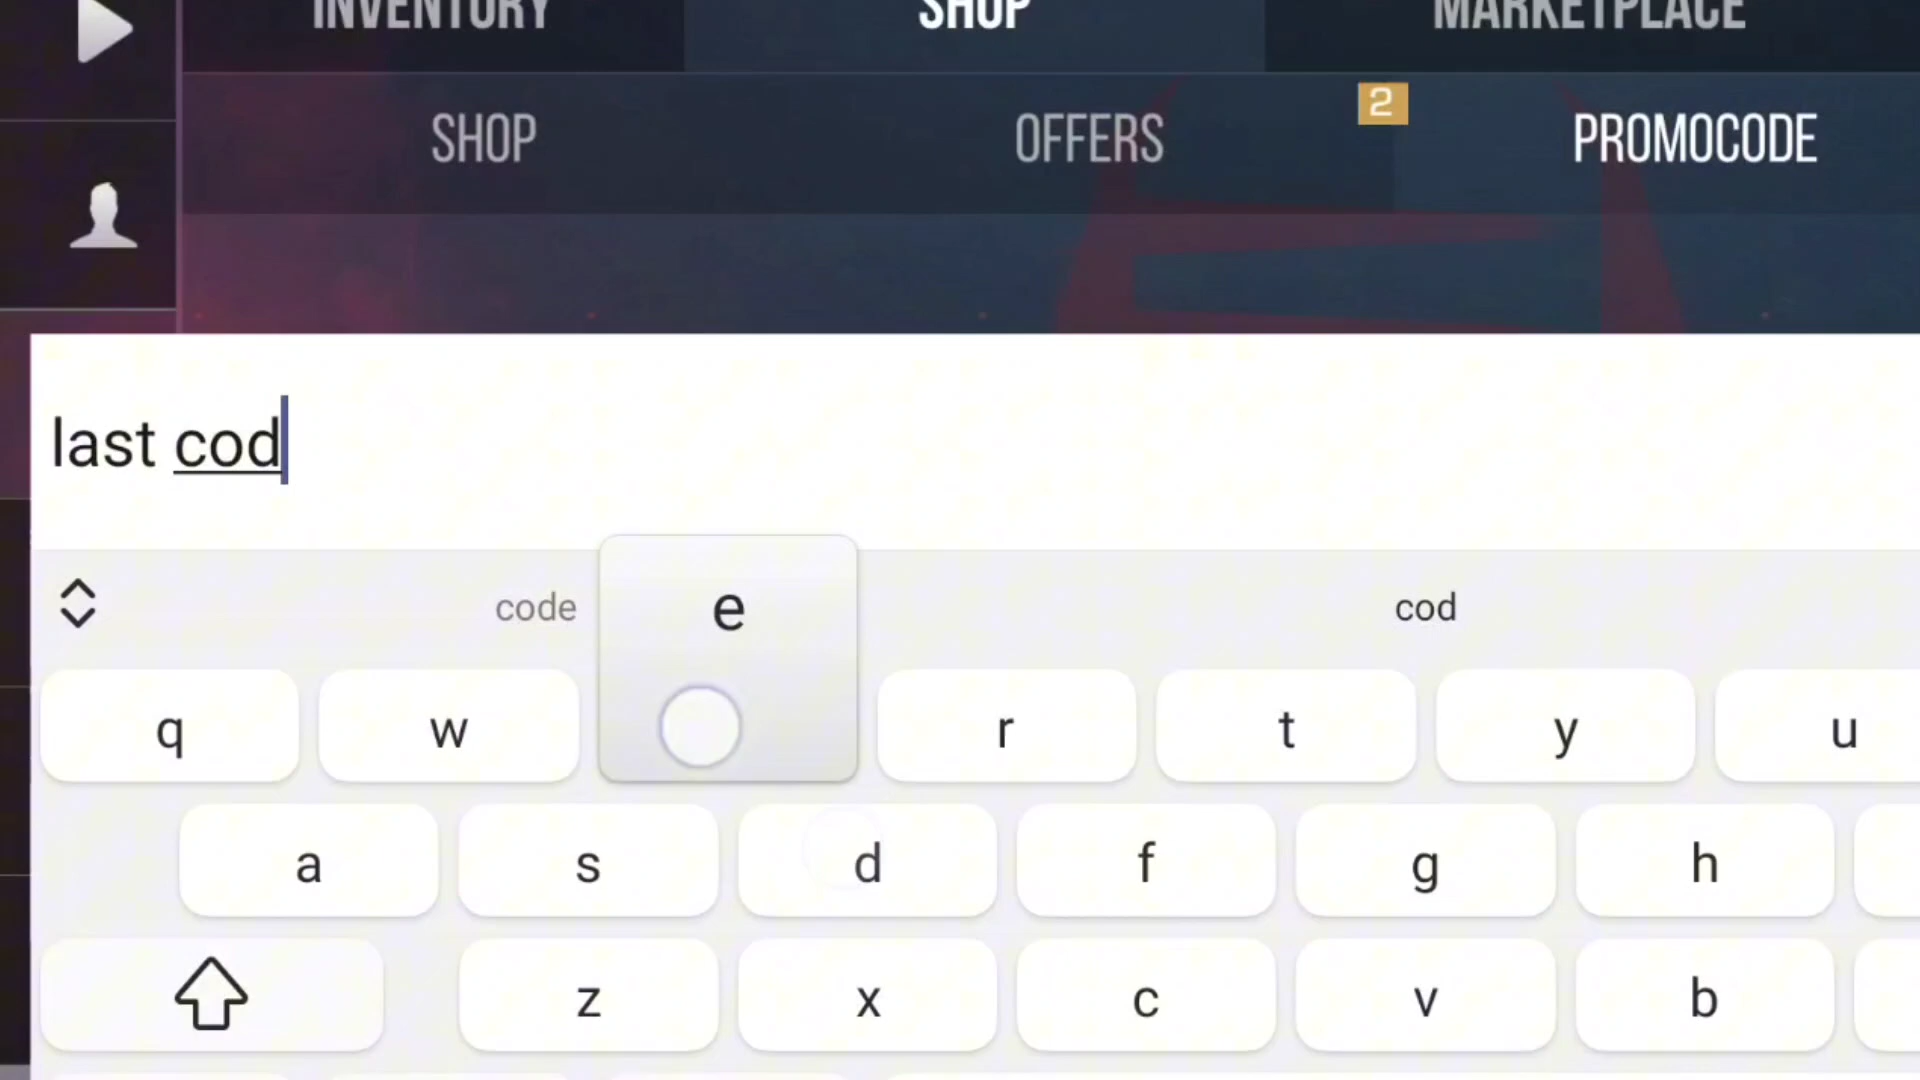 INVENTORY SHOP MARKETPLACE
SHOP OFFERS 2 PROMOCODE
last cod
code e cod
q w r t y u
a s d f g h
z x c v b